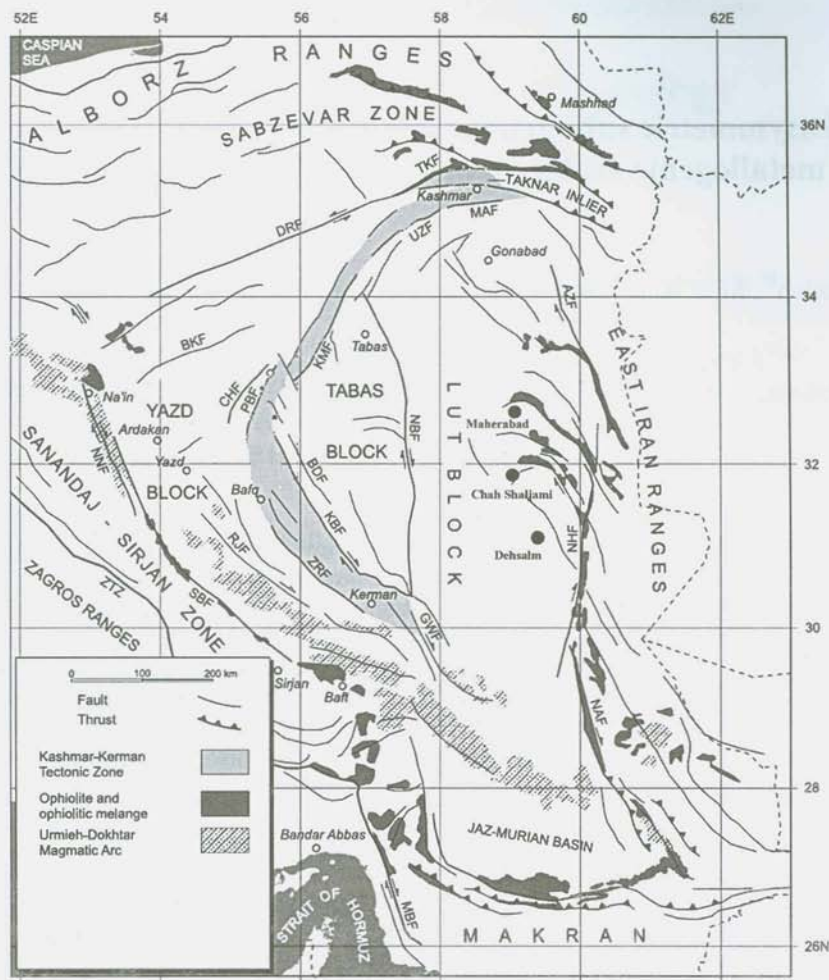 52E 54 56 58 60 62E
CASPIAN
SEA
RANGES
ALBORZ
Mashhad
SABZEVAR ZONE
36N
TKF
TAKNAR INLIER
Kashmar
MAF
DRF
UZF
Gonabad
34
AZF
BKF
KMF
Tabas
EAST IRAN RANGES
CHF
PBF
Na'in
YAZD
TABAS
LUT BLOCK
Maherabad
Ardakan
NNF
NBF
BLOCK
32
Yazd
BLOCK
BDF
Chah Shaljami
Bafq
KBF
SANANDAJ - SIRJAN ZONE
RJF
NHF
Dehsalm
ZRF
ZTZ
SBF
ZAGROS RANGES
Kerman
GWF
30
0 100 200 km
Sirjan
Baft
Fault
Thrust
NAF
Kashmar-Kerman
Tectonic Zone
28
Ophiolite and
ophiolitic melange
Urmieh-Dokhtar
Magmatic Arc
JAZ-MURIAN BASIN
Bandar Abbas
STRAIT OF
HORMUZ
MBF
MAKRAN
26N